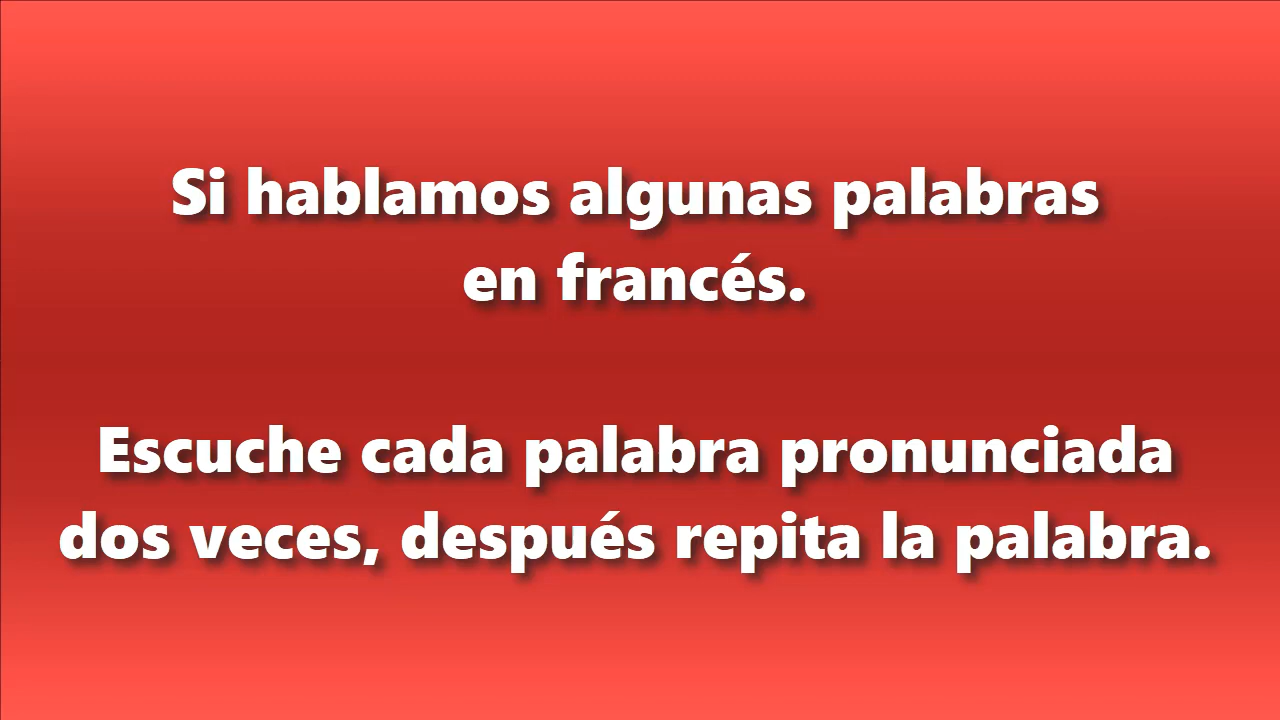 Si hablamos algunas palabras
en francés.
Escuche cada palabra pronunciada
dos veces, después repita la palabra.